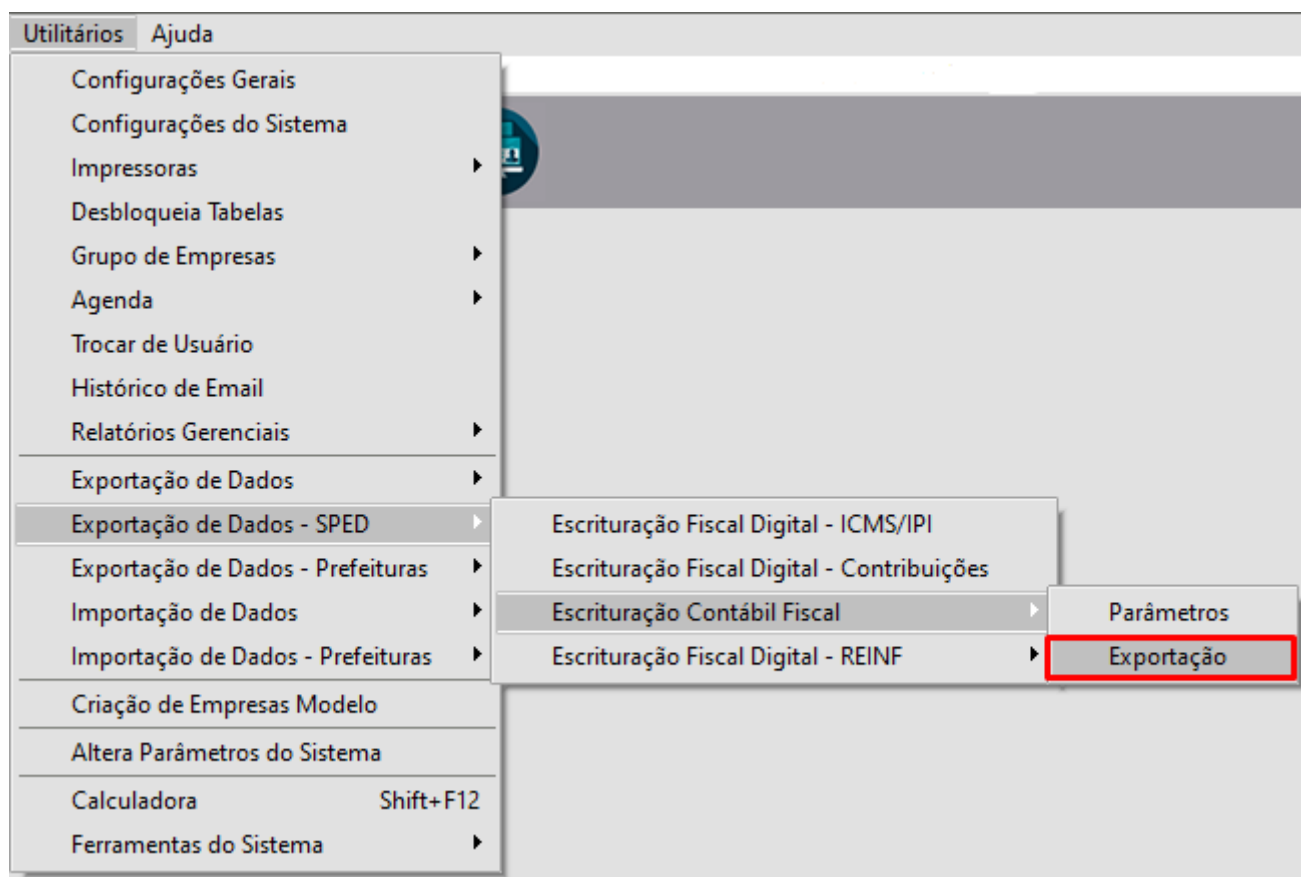 Utilitários Ajuda
Configurações Gerais
Configurações do Sistema
Impressoras
Desbloqueia Tabelas
Grupo de Empresas
Agenda
Trocar de Usuário
Histórico de Email
Relatórios Gerenciais
Exportação de Dados
Exportação de Dados - SPED
Exportação de Dados - Prefeituras
Importação de Dados
Importação de Dados - Prefeituras
Criação de Empresas Modelo
Altera Parâmetros do Sistema
Calculadora Shift+F12
Ferramentas do Sistema
Escrituração Fiscal Digital - ICMS/IPI
Escrituração Fiscal Digital - Contribuições
Escrituração Contábil Fiscal
Escrituração Fiscal Digital - REINF
Parâmetros
Exportação